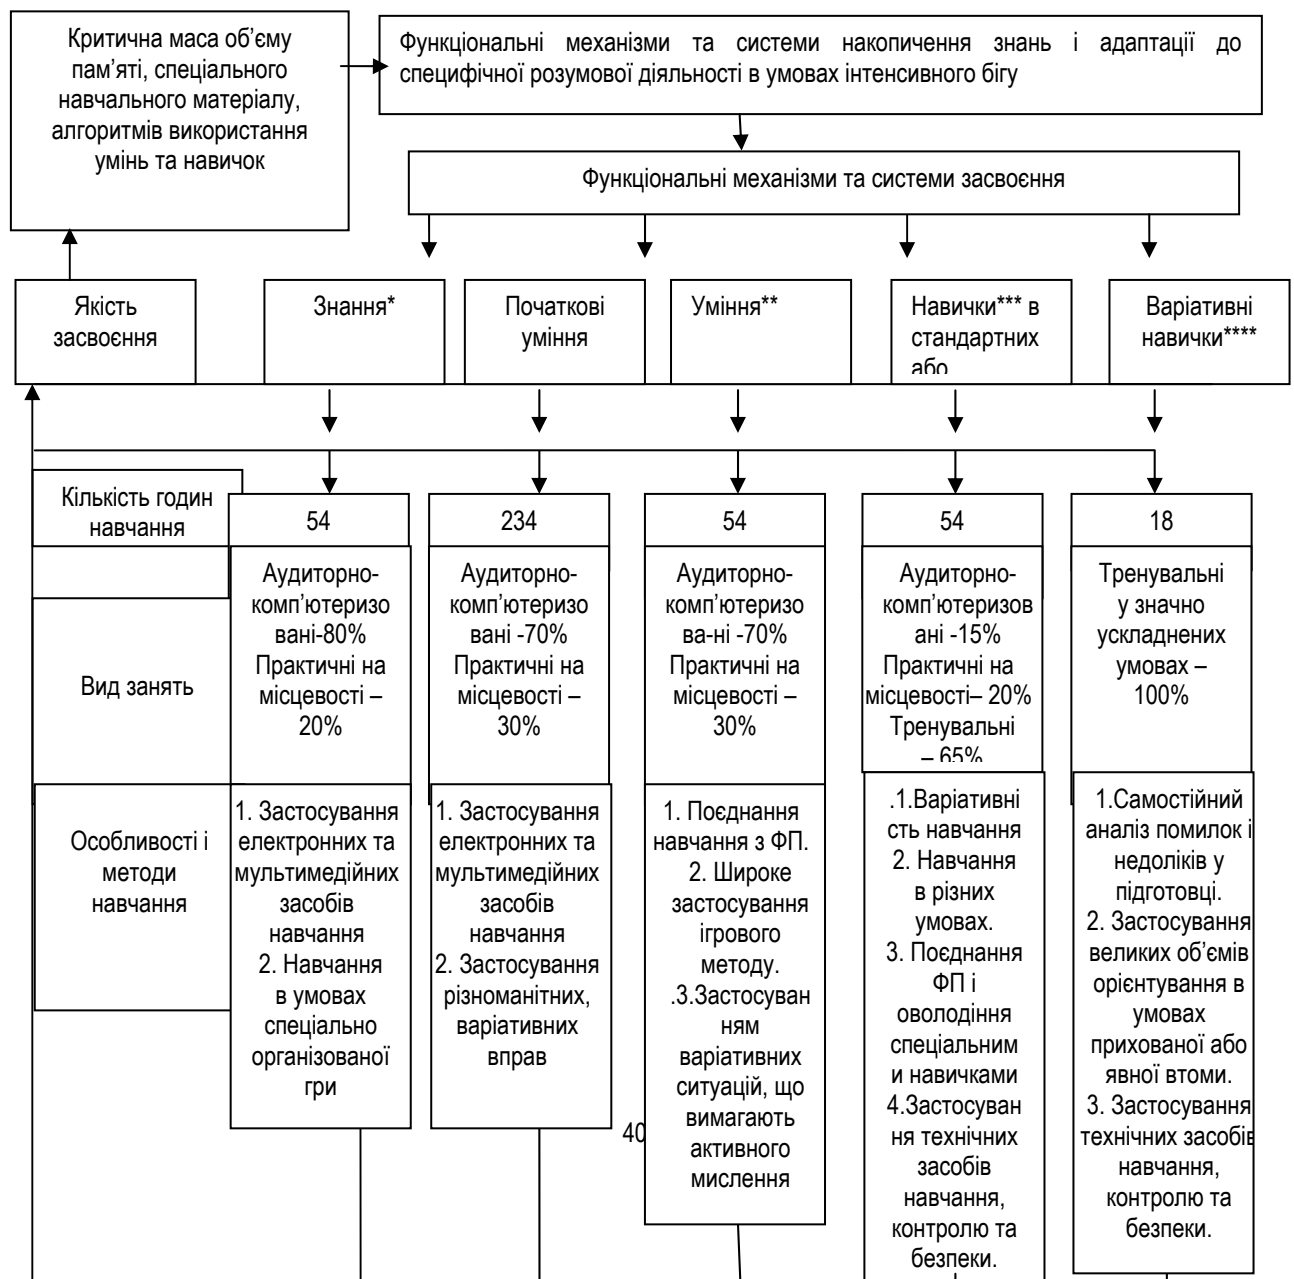 Критична маса об’єму
пам’яті, спеціального
навчального матеріалу,
алгоритмів використання
умінь та навичок
Функціональні механізми та системи накопичення знань і адаптації до
специфічної розумової діяльності в умовах інтенсивного бігу
Функціональні механізми та системи засвоєння
Якість
засвоєння
Знання*
Початкові
уміння
Уміння**
Навички*** в
стандартних
або
Варіативні
навички****
Кількість годин
навчання
54
234
54
54
18
Вид занять
Аудиторно-
комп’ютеризо
вані-80%
Практичні на
місцевості –
20%
Аудиторно-
комп’ютеризо
вані -70%
Практичні на
місцевості –
30%
Аудиторно-
комп’ютеризо
ва-ні -70%
Практичні на
місцевості –
30%
Аудиторно-
комп’ютеризов
ані -15%
Практичні на
місцевості– 20%
Тренувальні
– 65%
Тренувальні
у значно
ускладнених
умовах –
100%
Особливості і
методи
навчання
1. Застосування
електронних та
мультимедійних
засобів
навчання
2. Навчання
в умовах
спеціально
організованої
гри
1. Застосування
електронних та
мультимедійних
засобів
навчання
2. Застосування
різноманітних,
варіативних
вправ
1. Поєднання
навчання з ФП.
2. Широке
застосування
ігрового
методу.
.3.Застосуван
ням
варіативних
ситуацій, що
вимагають
активного
мислення
.1.Варіативні
сть навчання
2. Навчання
в різних
умовах.
3. Поєднання
ФП і
оволодіння
спеціальним
и навичками
4.Застосуван
ня технічних
засобів
навчання,
контролю та
безпеки.
1.Самостійний
аналіз помилок і
недоліків у
підготовці.
2. Застосування
великих об’ємів
орієнтування в
умовах
прихованої або
явної втоми.
3. Застосування
технічних засобів
навчання,
контролю та
безпеки.
40